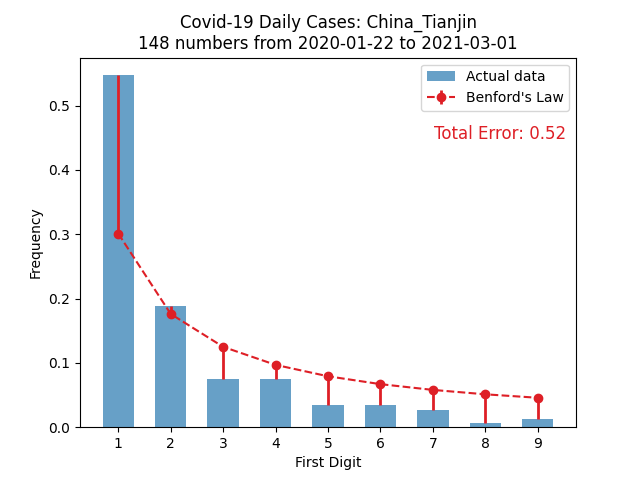 Covid-19 Daily Cases: China_Tianjin
148 numbers from 2020-01-22 to 2021-03-01
Actual data
Benford's Law
Total Error: 0.52
Frequency
0.5
0.4
0.3
0.2
0.1
0.0
1 2 3 4 5 6 7 8 9
First Digit